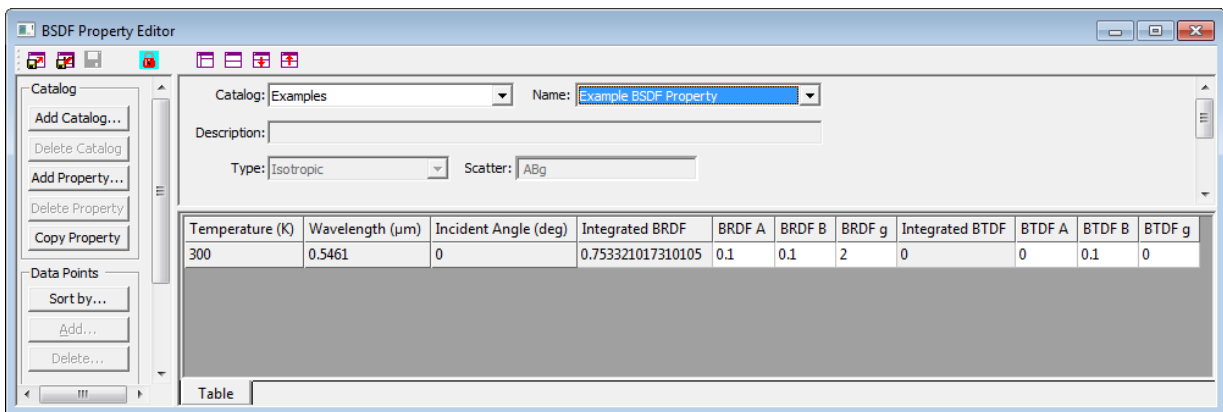 BSDF Property Editor
Catalog
Add Catalog...
Delete Catalog
Add Property...
Delete Property
Copy Property
Data Points
Sort by...
Add...
Delete...
Catalog: Examples Name: Example BSDF Property
Description:
Type: Isotropic Scatter: ABg
Temperature (K) Wavelength (µm) Incident Angle (deg) Integrated BRDF BRDF A BRDF B BRDF g Integrated BTDF BTDF A BTDF B BTDF g
300 0.5461 0 0.753321017310105 0.1 0.1 2 0 0 0.1 0
Table